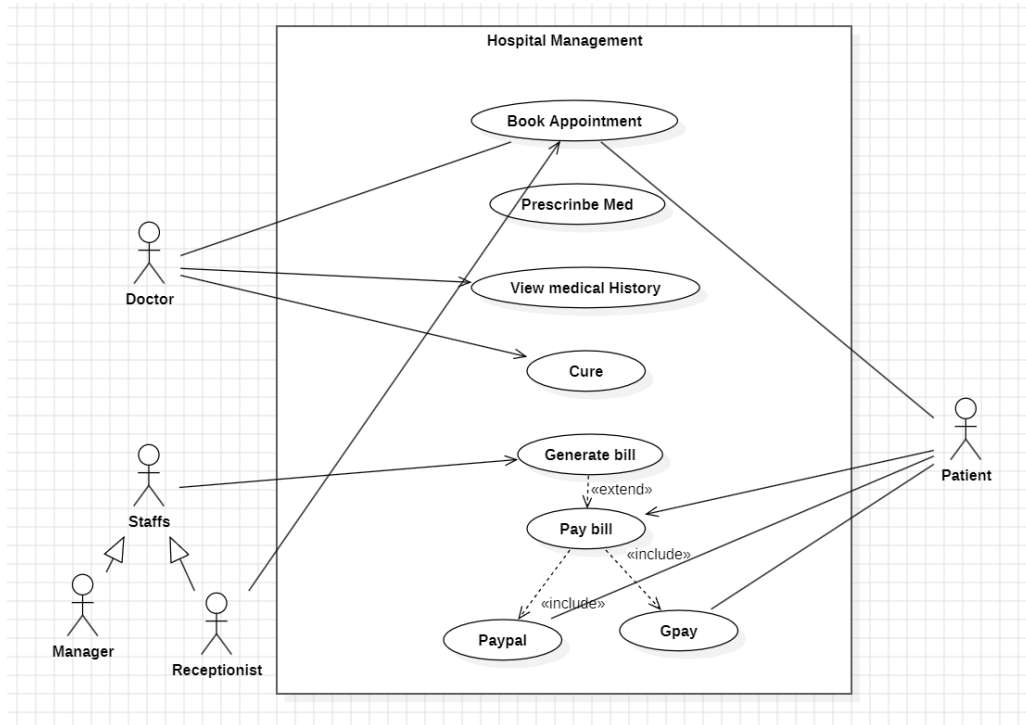 Hospital Management
Book Appointment
Prescrinbe Med
View medical History
Doctor
Cure
Generate bill
Patient
«extend»
Staffs
Pay bill
«include»
«include»
Gpay
Paypal
Manager
Receptionist